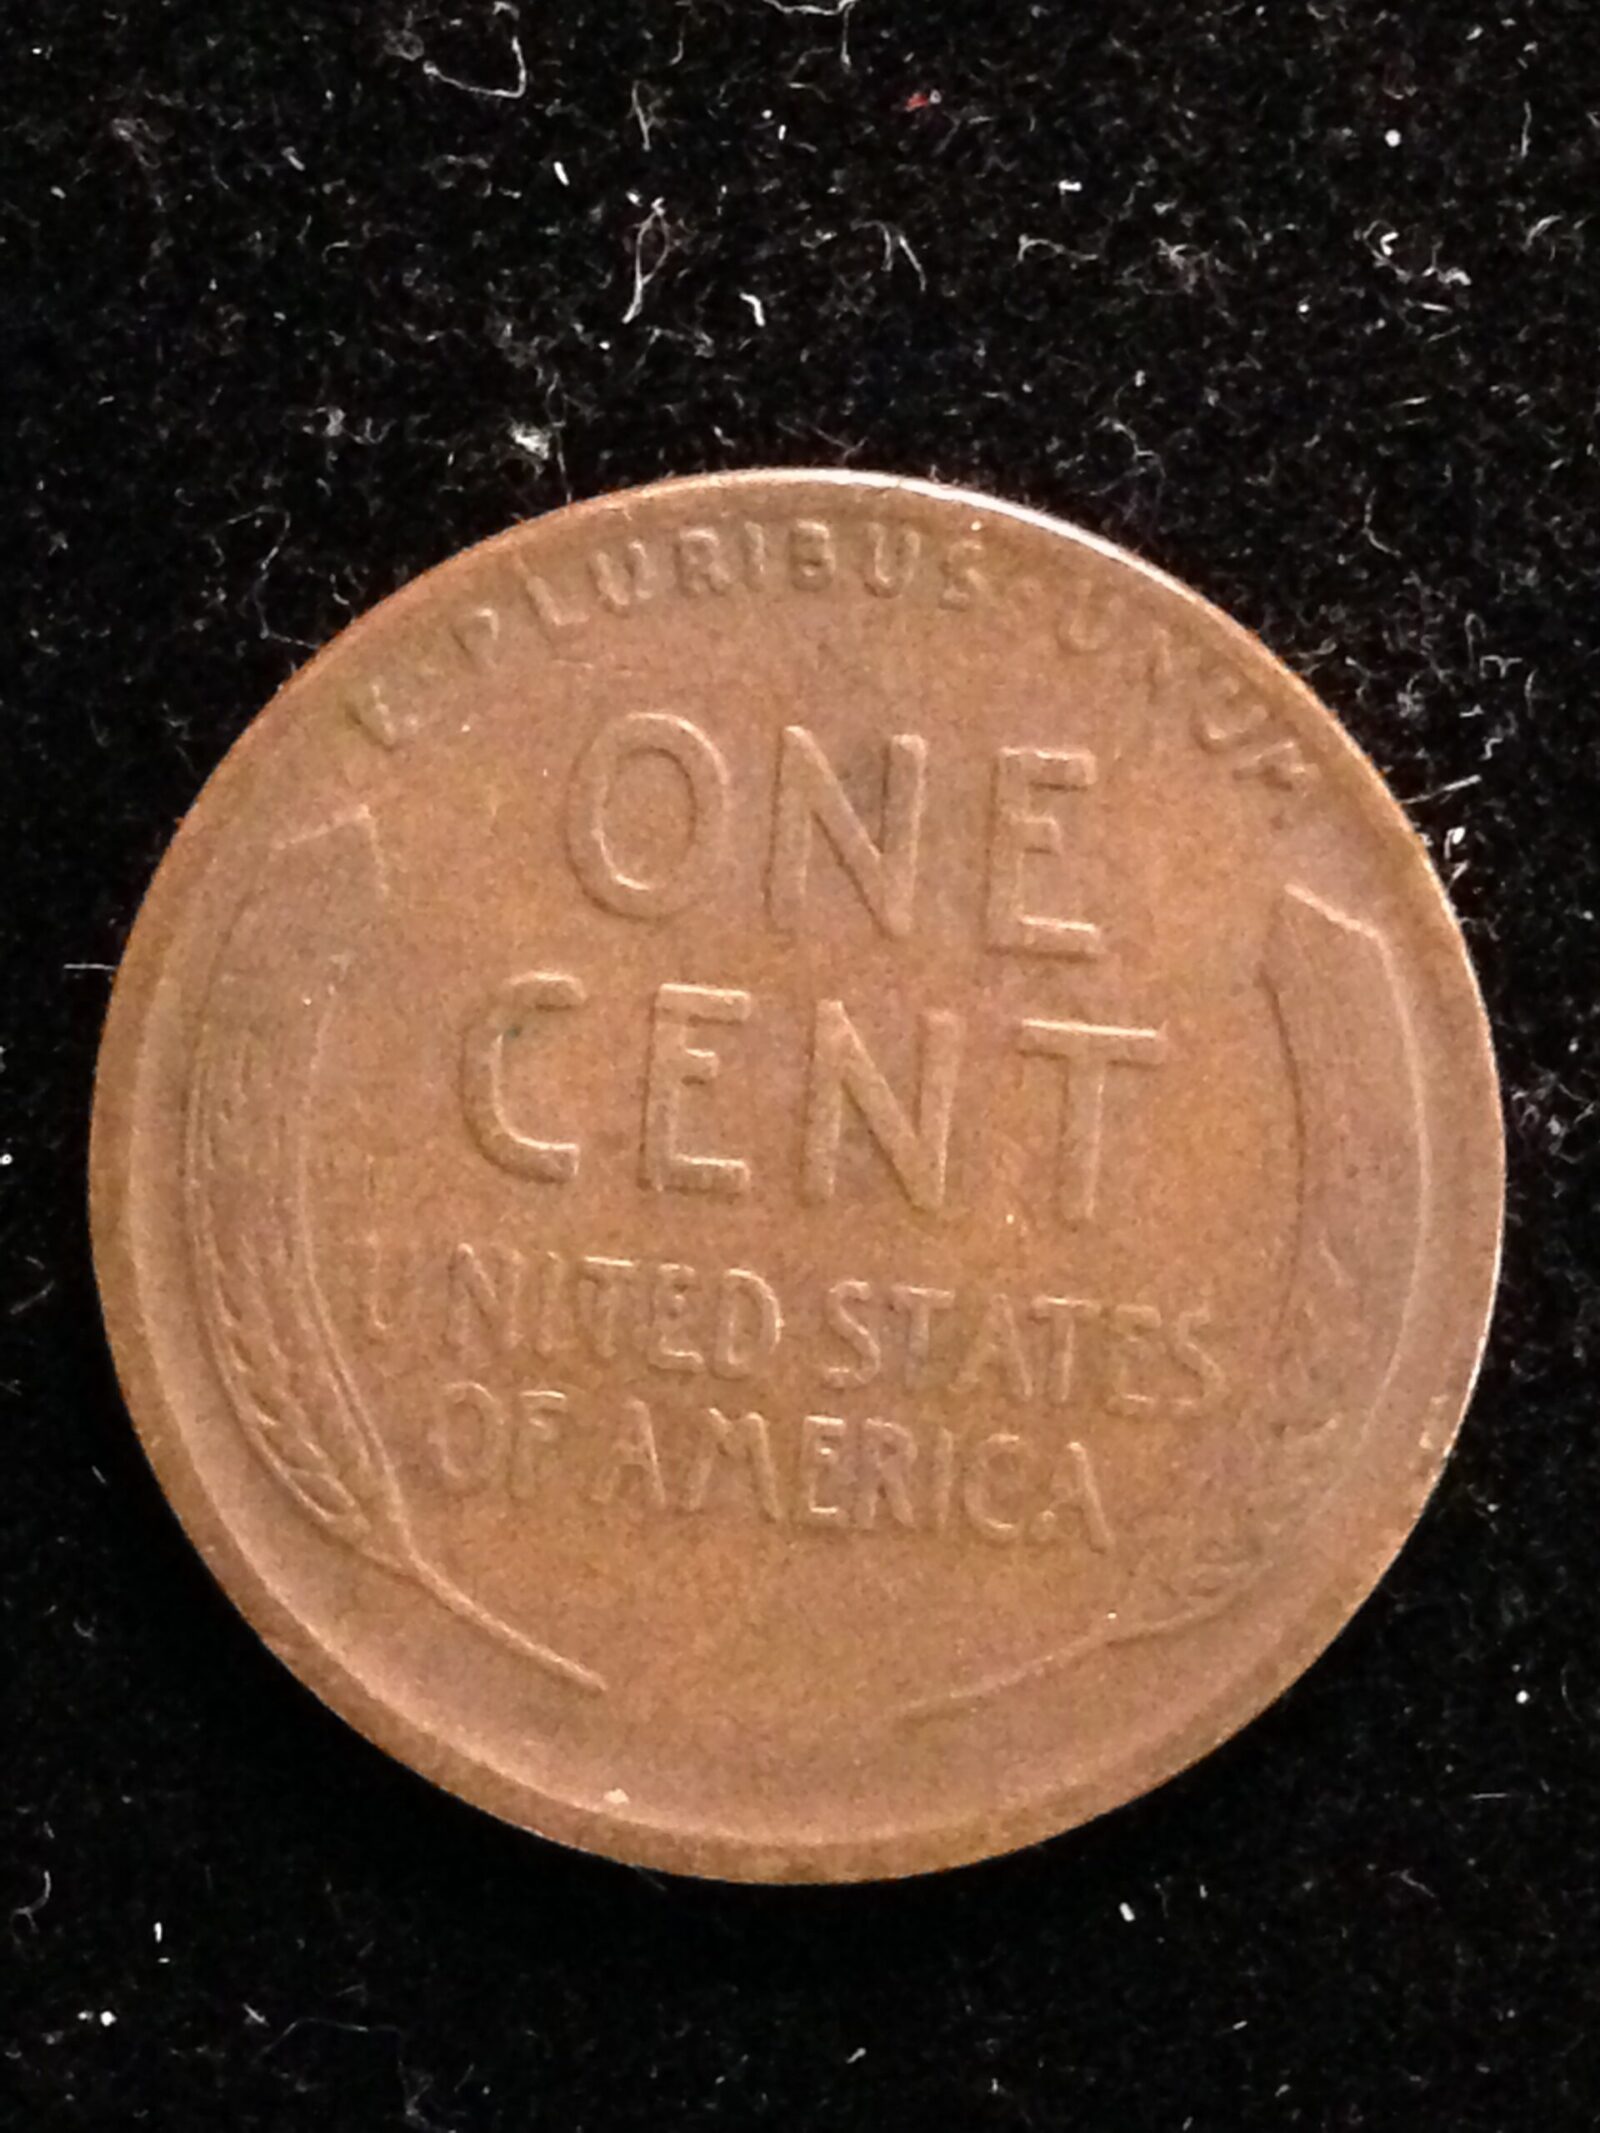 E·PLURIBUS·UNUM
ONE
CENT
UNITED STATES
OF AMERICA